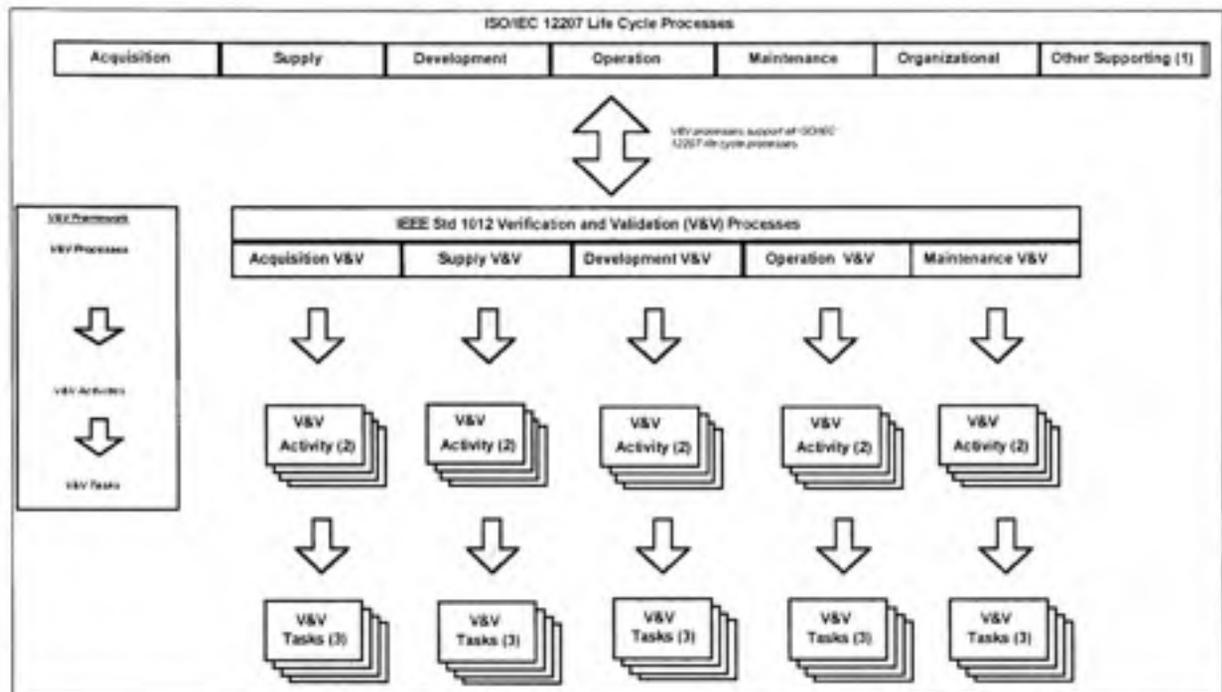 ISO/IEC 12207 Life Cycle Processes
Acquisition
Supply
Development
Operation
Maintenance
Organizational
Other Supporting (1)
V&V processes support all ISO/IEC
12207 life cycle processes
V&V Framework
V&V Processes
V&V Activities
V&V Tasks
IEEE Std 1012 Verification and Validation (V&V) Processes
Acquisition V&V
Supply V&V
Development V&V
Operation V&V
Maintenance V&V
V&V
Activity (2)
V&V
Activity (2)
V&V
Activity (2)
V&V
Activity (2)
V&V
Activity (2)
V&V
Tasks (3)
V&V
Tasks (3)
V&V
Tasks (3)
V&V
Tasks (3)
V&V
Tasks (3)